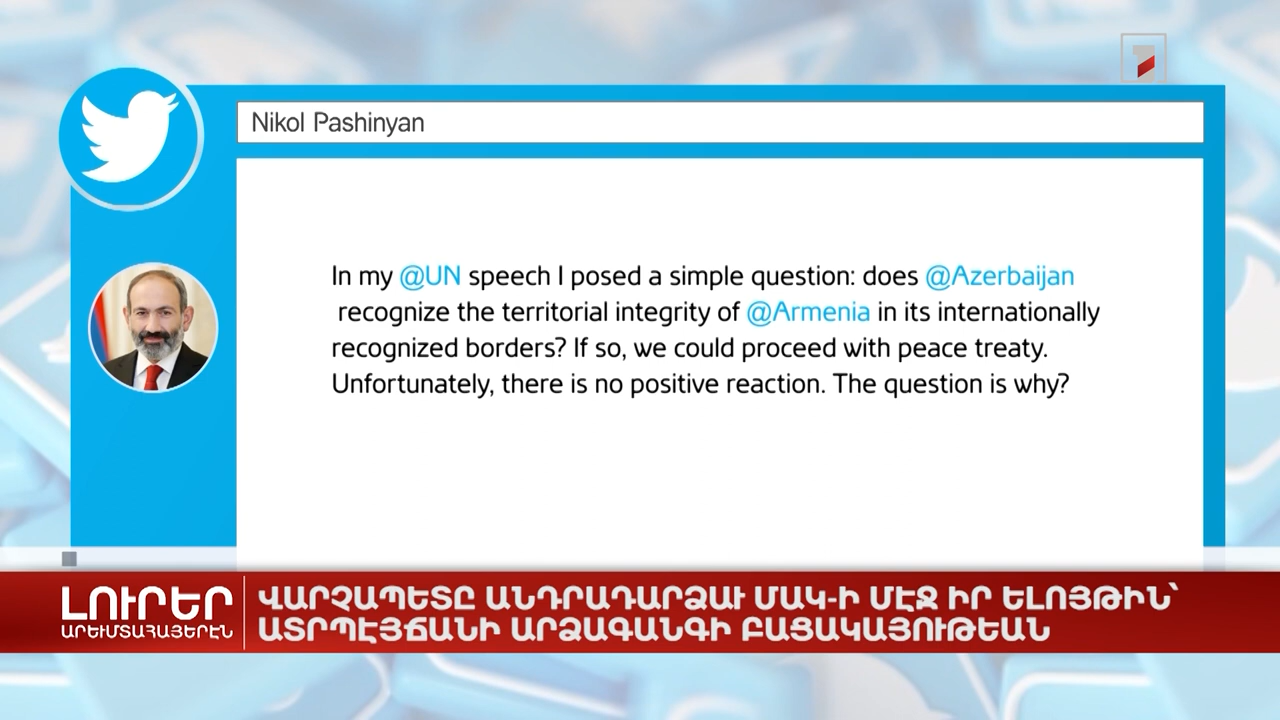 Nikol Pashinyan
In my @UN speech I posed a simple question: does @Azerbaijan
recognize the territorial integrity of @Armenia in its internationally
recognized borders? If so, we could proceed with peace treaty.
Unfortunately, there is no positive reaction. The question is why?
ԼՈՒՐԵՐ
ԱՐԵՒՄՏԱՀԱՅԵՐԷՆ
ՎԱՐՉԱՊԵՏԸ ԱՆԴՐԱԴԱՐՁԱՒ ՄԱԿ-Ի ՄԷՋ ԻՐ ԵԼՈՅԹԻՆ՝
ԱՏՐՊԷՅՃԱՆԻ ԱՐՁԱԳԱՆԳԻ ԲԱՑԱԿԱՅՈՒԹԵԱՆ